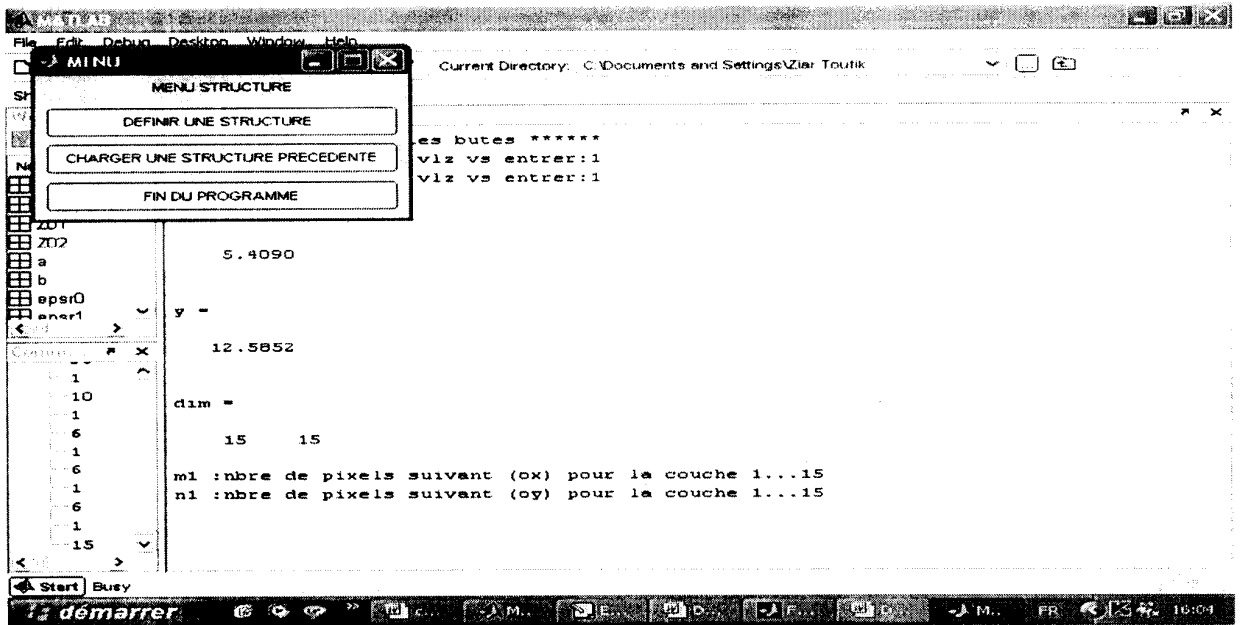 MATLAB
File Edit Debug Desktop Window Help
MENU
Current Directory: C:\Documents and Settings\Ziar Toufik
MENU STRUCTURE
DEFINIR UNE STRUCTURE
CHARGER UNE STRUCTURE PRECEDENTE
FIN DU PROGRAMME
es butes ******
vlz vs entrer:1
vlz vs entrer:1
ZD1
ZD2
a
b
epsr0
epsr1
5.4090
y =
12.5852
dim =
15 15
m1 :nbre de pixels suivant (ox) pour la couche 1...15
n1 :nbre de pixels suivant (oy) pour la couche 1...15
1
10
1
6
1
6
1
6
1
15
Start Busy
démarrer
FR 16:04